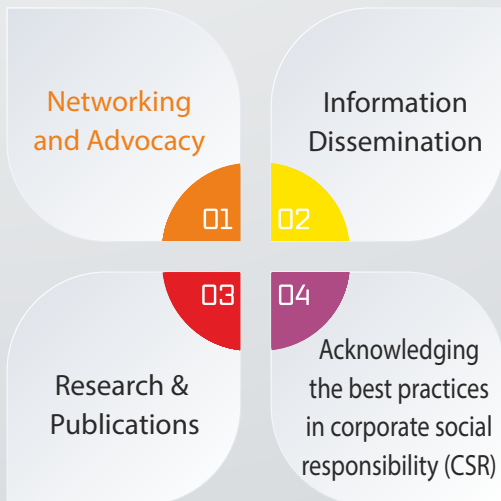 Networking
and Advocacy
01
Information
Dissemination
02
03
Research &
Publications
04
Acknowledging
the best practices
in corporate social
responsibility (CSR)